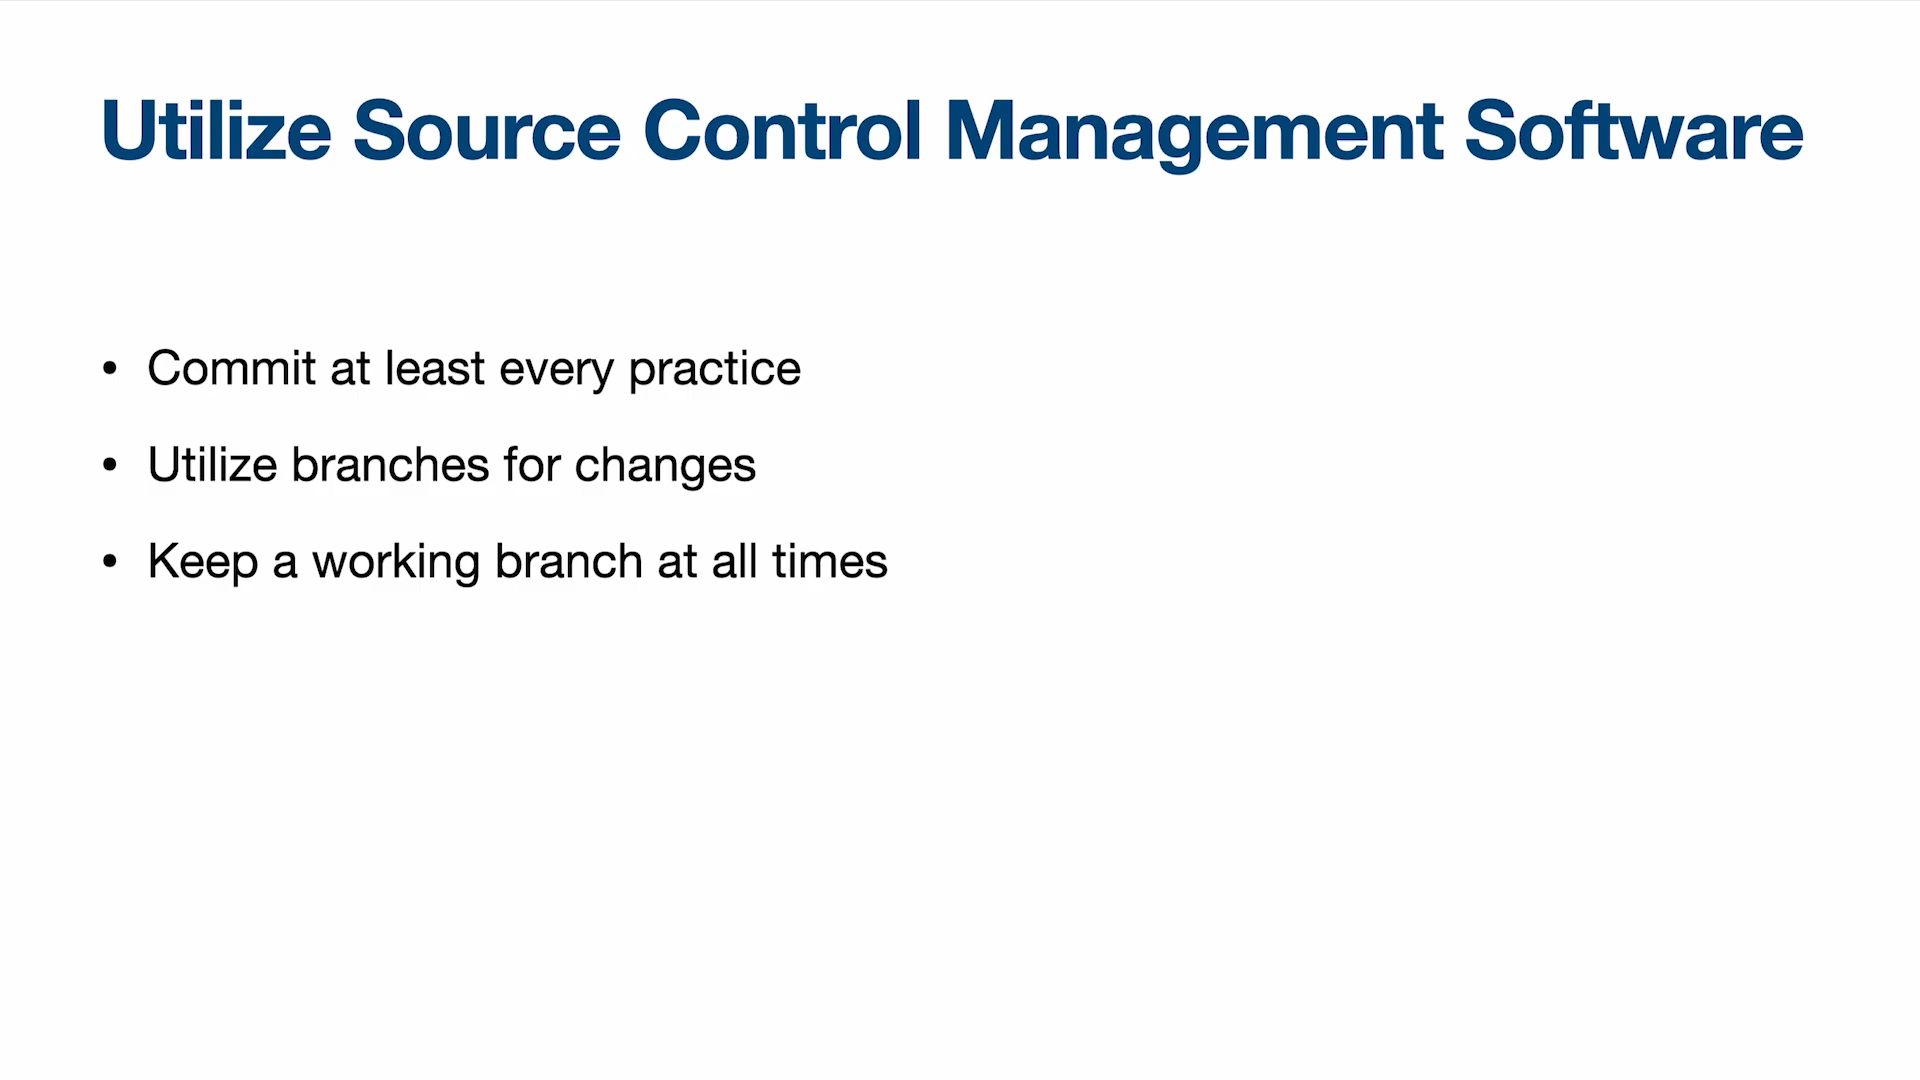 Utilize Source Control Management Software
• Commit at least every practice
• Utilize branches for changes
• Keep a working branch at all times